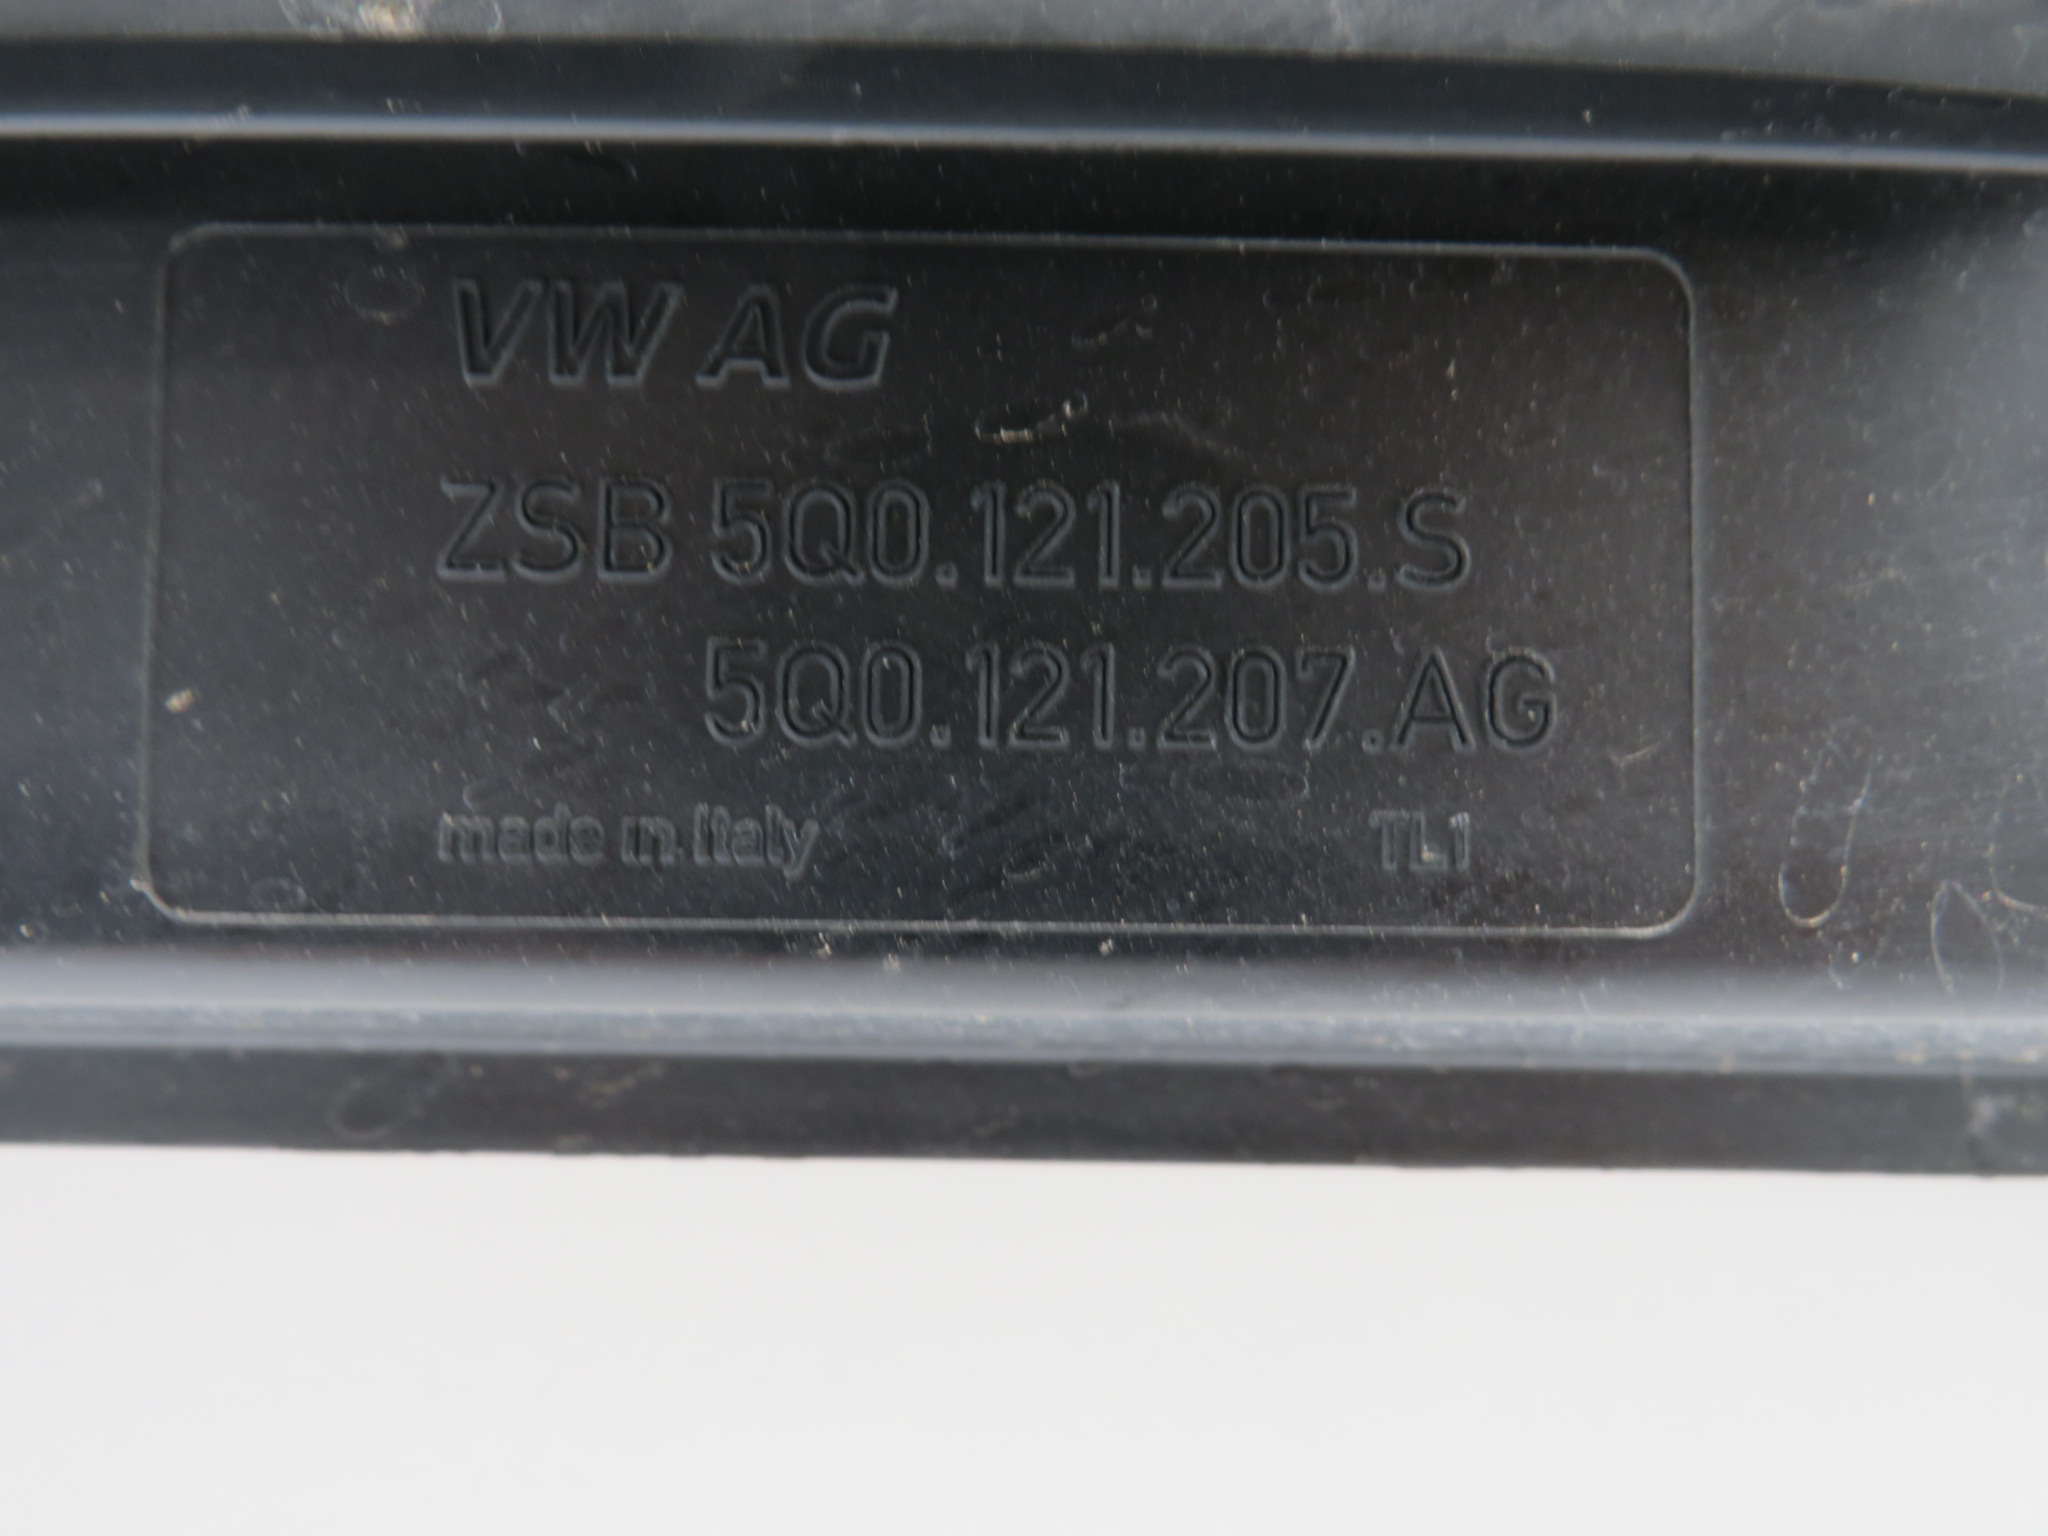 VW AG
ZSB 5Q0.121.205.S
5Q0.121.207.AG
made in Italy TL1